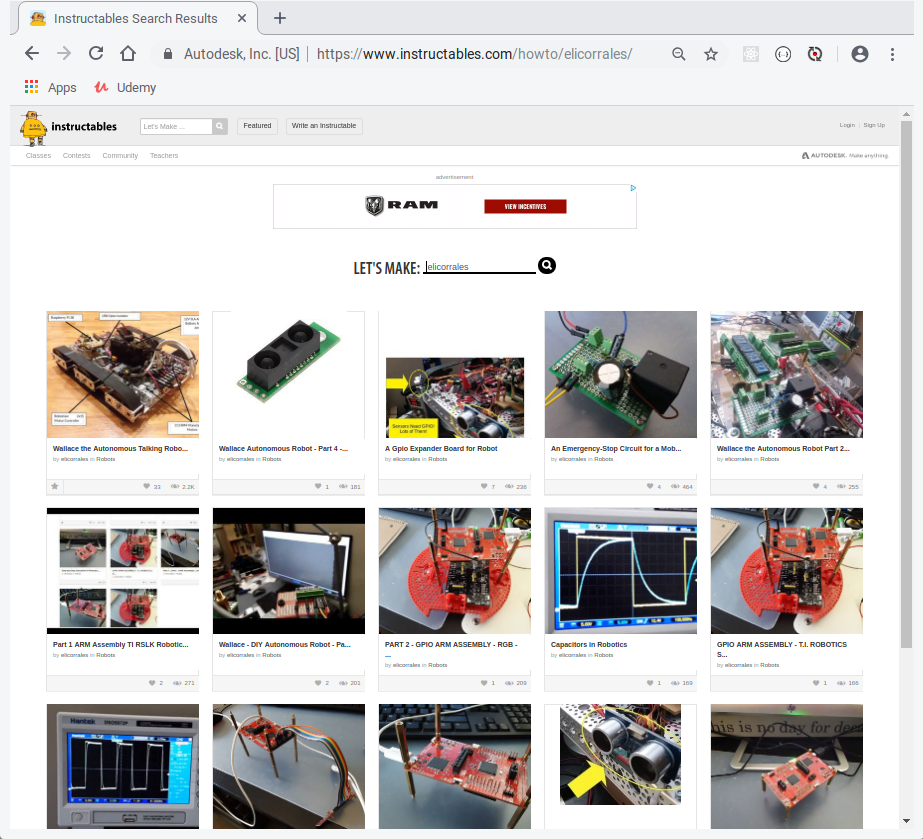 Instructables Search Results
Autodesk, Inc. [US] | https://www.instructables.com/howto/elicorrales/
Apps Udemy
instructables Let's Make ... Featured Write an Instructable Login | Sign Up
Classes Contests Community Teachers AUTODESK. Make anything.
advertisement
RAM VIEW INCENTIVES
LET'S MAKE: elicorrales
Wallace the Autonomous Talking Robo...
by elicorrales in Robots
33 2.2K
Wallace Autonomous Robot - Part 4 -...
by elicorrales in Robots
1 181
Sensors Need GPIO!
Lots of Them!
A Gpio Expander Board for Robot
by elicorrales in Robots
7 236
An Emergency-Stop Circuit for a Mob...
by elicorrales in Robots
4 464
Wallace the Autonomous Robot Part 2...
by elicorrales in Robots
4 255
Part 1 ARM Assembly TI RSLK Robotic...
by elicorrales in Robots
2 271
Wallace - DIY Autonomous Robot - Pa...
by elicorrales in Robots
2 201
PART 2 - GPIO ARM ASSEMBLY - RGB -
...
by elicorrales in Robots
1 209
Capacitors in Robotics
by elicorrales in Robots
1 169
GPIO ARM ASSEMBLY - T.I. ROBOTICS
S...
by elicorrales in Robots
1 166
Hantek
his is no day for